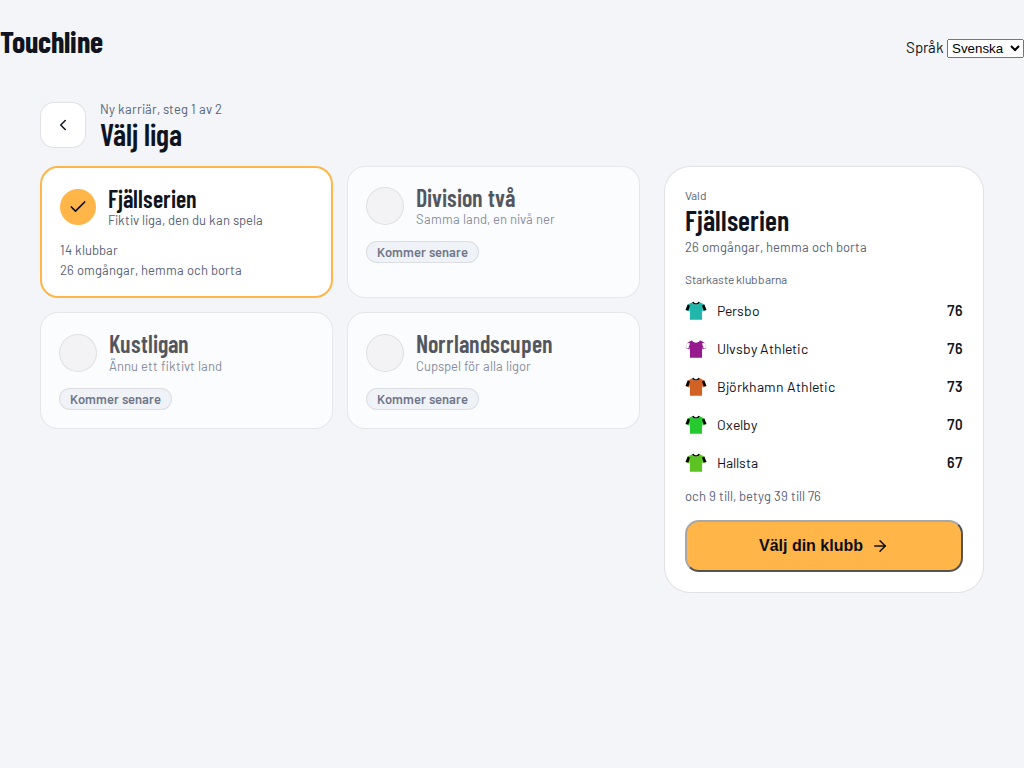 Touchline
Språk Svenska
Ny karriär, steg 1 av 2
Välj liga
Fjällserien
Fiktiv liga, den du kan spela
14 klubbar
26 omgångar, hemma och borta
Division två
Samma land, en nivå ner
Kommer senare
Kustligan
Ännu ett fiktivt land
Kommer senare
Norrlandscupen
Cupspel för alla ligor
Kommer senare
Vald
Fjällserien
26 omgångar, hemma och borta
Starkaste klubbarna
Persbo 76
Ulvsby Athletic 76
Björkhamn Athletic 73
Oxelby 70
Hallsta 67
och 9 till, betyg 39 till 76
Välj din klubb